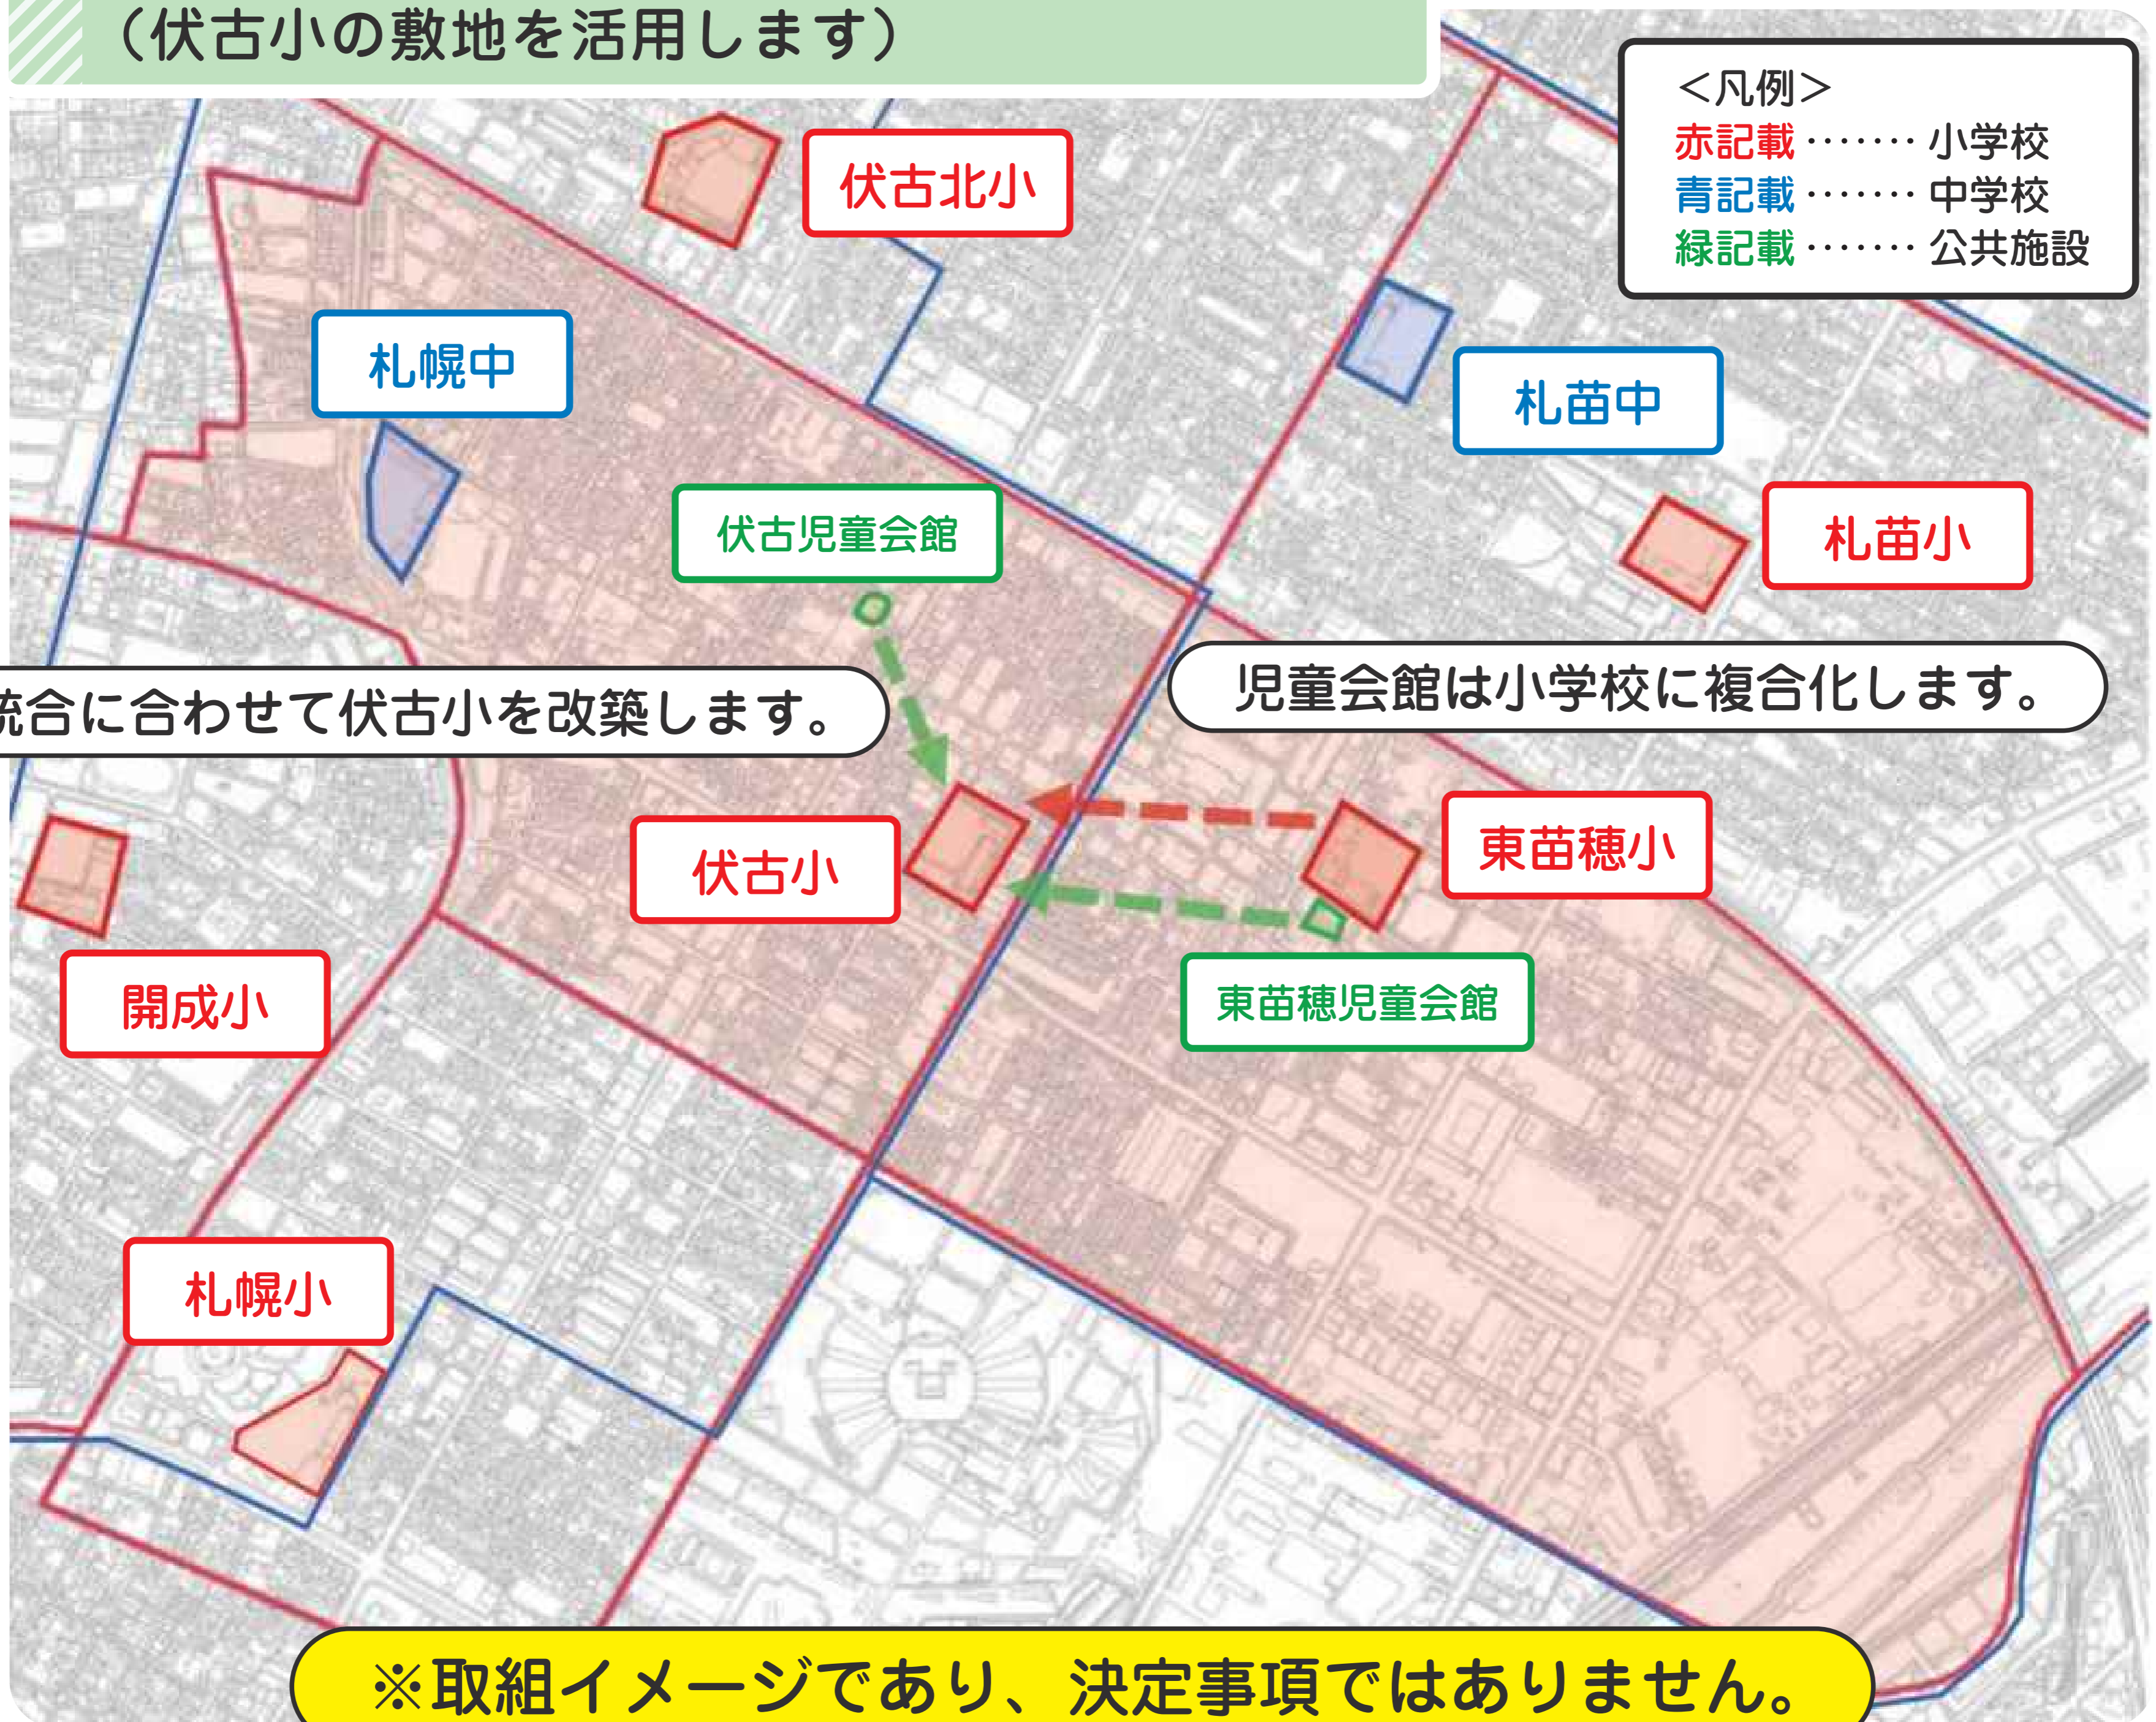 （伏古小の敷地を活用します）
＜凡例＞
赤記載 ・・・・・・・ 小学校
青記載 ・・・・・・・ 中学校
緑記載 ・・・・・・・ 公共施設
伏古北小
札幌中
札苗中
伏古児童会館
札苗小
統合に合わせて伏古小を改築します。
児童会館は小学校に複合化します。
伏古小
東苗穂小
開成小
東苗穂児童会館
札幌小
※取組イメージであり、決定事項ではありません。